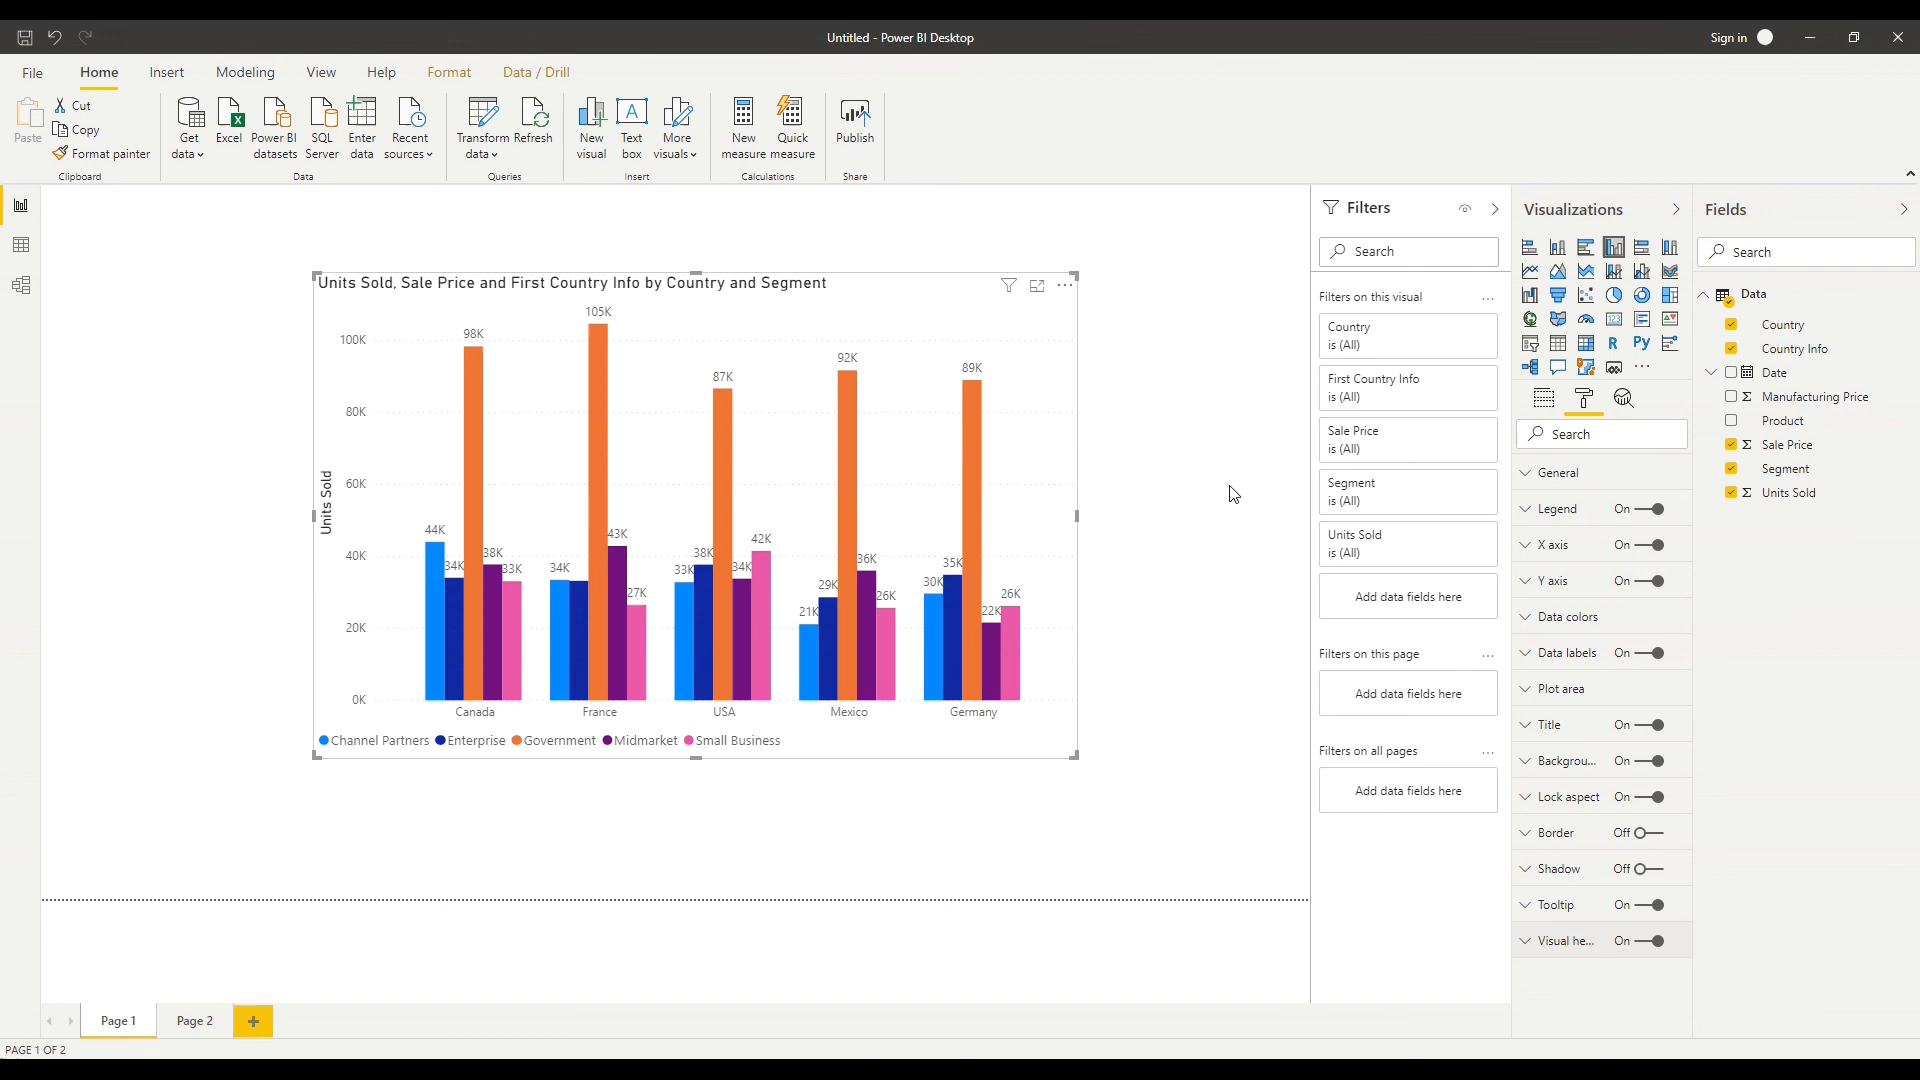 Untitled - Power BI Desktop
Sign in
File Home Insert Modeling View Help Format Data / Drill
Paste
Cut
Copy
Format painter
Clipboard
Get data
Excel
Power BI datasets
SQL Server
Enter data
Recent sources
Data
Transform data
Refresh
Queries
New visual
Text box
More visuals
Insert
New measure
Quick measure
Calculations
Publish
Share
Units Sold, Sale Price and First Country Info by Country and Segment
Units Sold
100K
80K
60K
40K
20K
0K
44K 34K 98K 38K 33K
34K 105K 43K 27K
33K 38K 87K 34K 42K
21K 29K 92K 36K 26K
30K 35K 89K 22K 26K
Canada France USA Mexico Germany
Channel Partners Enterprise Government Midmarket Small Business
Filters
Search
Filters on this visual ...
Country
is (All)
First Country Info
is (All)
Sale Price
is (All)
Segment
is (All)
Units Sold
is (All)
Add data fields here
Filters on this page ...
Add data fields here
Filters on all pages ...
Add data fields here
Visualizations
123
R Py
...
Search
General
Legend On
X axis On
Y axis On
Data colors
Data labels On
Plot area
Title On
Backgrou... On
Lock aspect On
Border Off
Shadow Off
Tooltip On
Visual he... On
Fields
Search
Data
Country
Country Info
Date
Σ Manufacturing Price
Product
Σ Sale Price
Segment
Σ Units Sold
Page 1 Page 2 +
PAGE 1 OF 2